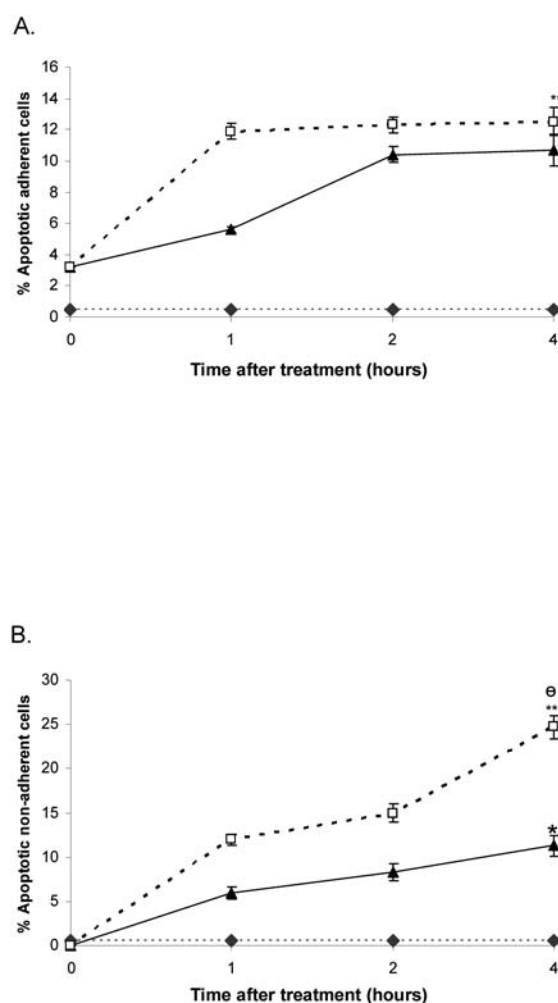 A.
% Apoptotic adherent cells
16
14
12
10
8
6
4
2
0
**
0 1 2 4
Time after treatment (hours)
B.
% Apoptotic non-adherent cells
30
25
20
15
10
5
0
ө
**
*
0 1 2 4
Time after treatment (hours)